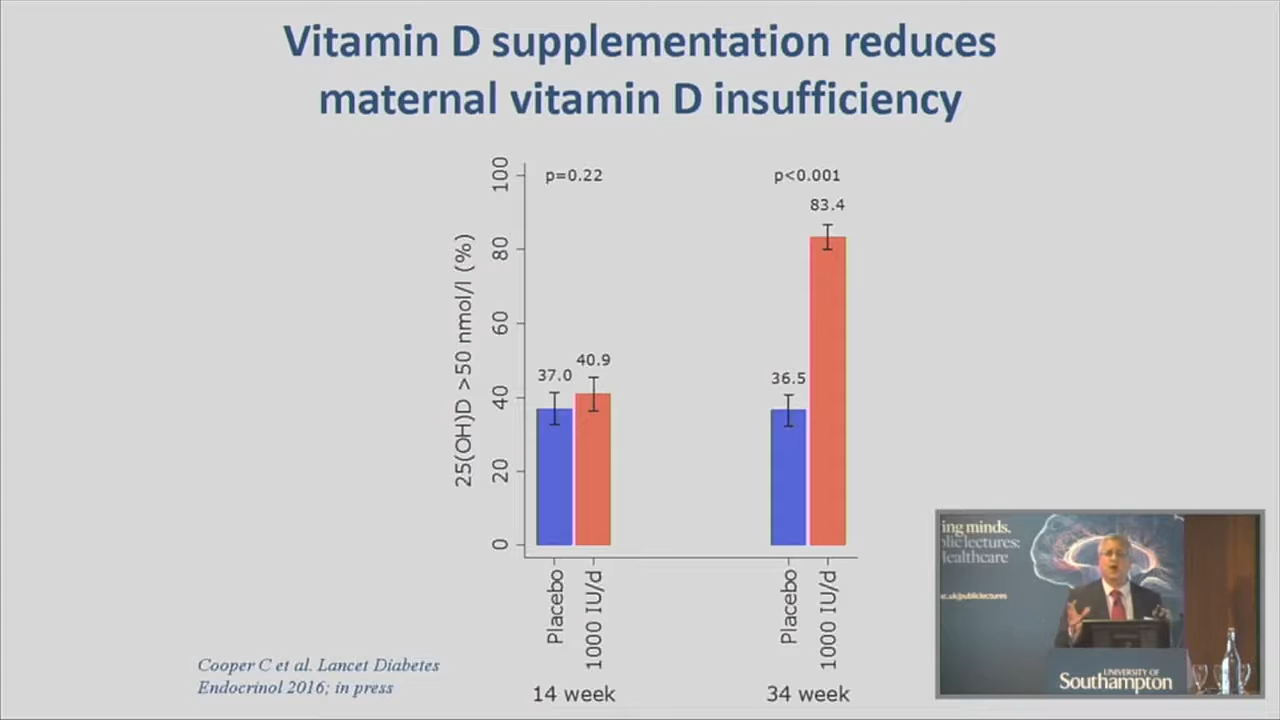 Vitamin D supplementation reduces
maternal vitamin D insufficiency
25(OH)D >50 nmol/l (%)
100
80
60
40
20
0
p=0.22
p<0.001
37.0
40.9
36.5
83.4
Placebo
1000 IU/d
Placebo
1000 IU/d
14 week
34 week
Cooper C et al. Lancet Diabetes
Endocrinol 2016; in press
ing minds.
lic lectures:
Healthcare
ac.uk/publiclectures
UNIVERSITY OF
Southampton